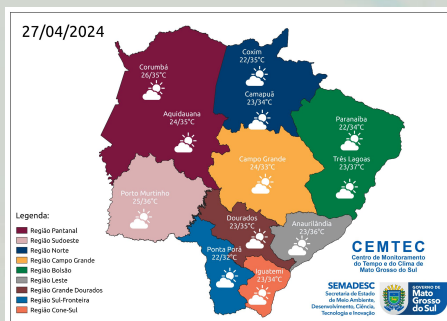 27/04/2024
Coxim
22/35°C
Corumbá
26/35°C
Camapuã
23/34°C
Aquidauana
24/35°C
Paranaíba
22/34°C
Campo Grande
24/33°C
Três Lagoas
23/37°C
Porto Murtinho
25/36°C
Dourados
23/35°C
Anaurilândia
23/36°C
Ponta Porã
22/32°C
Iguatemi
23/34°C
Legenda:
Região Pantanal
Região Sudoeste
Região Norte
Região Campo Grande
Região Bolsão
Região Leste
Região Grande Dourados
Região Sul-Fronteira
Região Cone-Sul
CEMTEC
Centro de Monitoramento
do Tempo e do Clima de
Mato Grosso do Sul
SEMADESC
Secretaria de Estado
de Meio Ambiente,
Desenvolvimento, Ciência,
Tecnologia e Inovação
GOVERNO DE
Mato
Grosso
do Sul